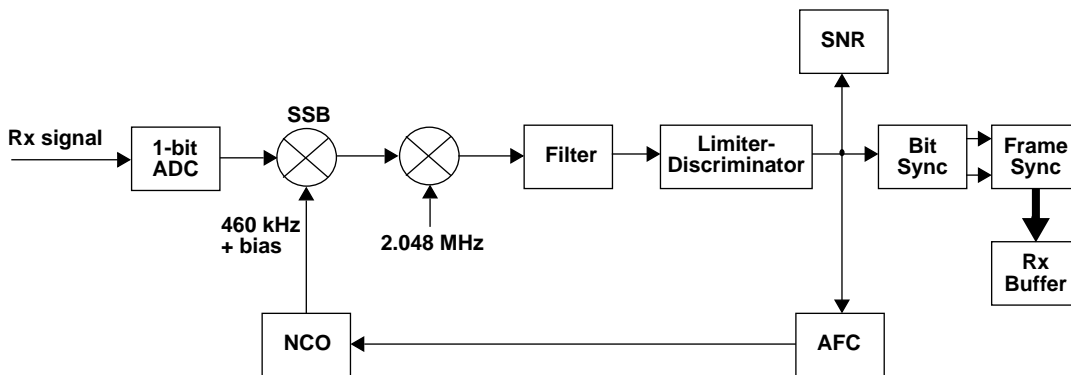 SNR
SSB
Rx signal
1-bit
ADC
Filter
Limiter-
Discriminator
Bit
Sync
Frame
Sync
460 kHz
+ bias
2.048 MHz
Rx
Buffer
NCO
AFC